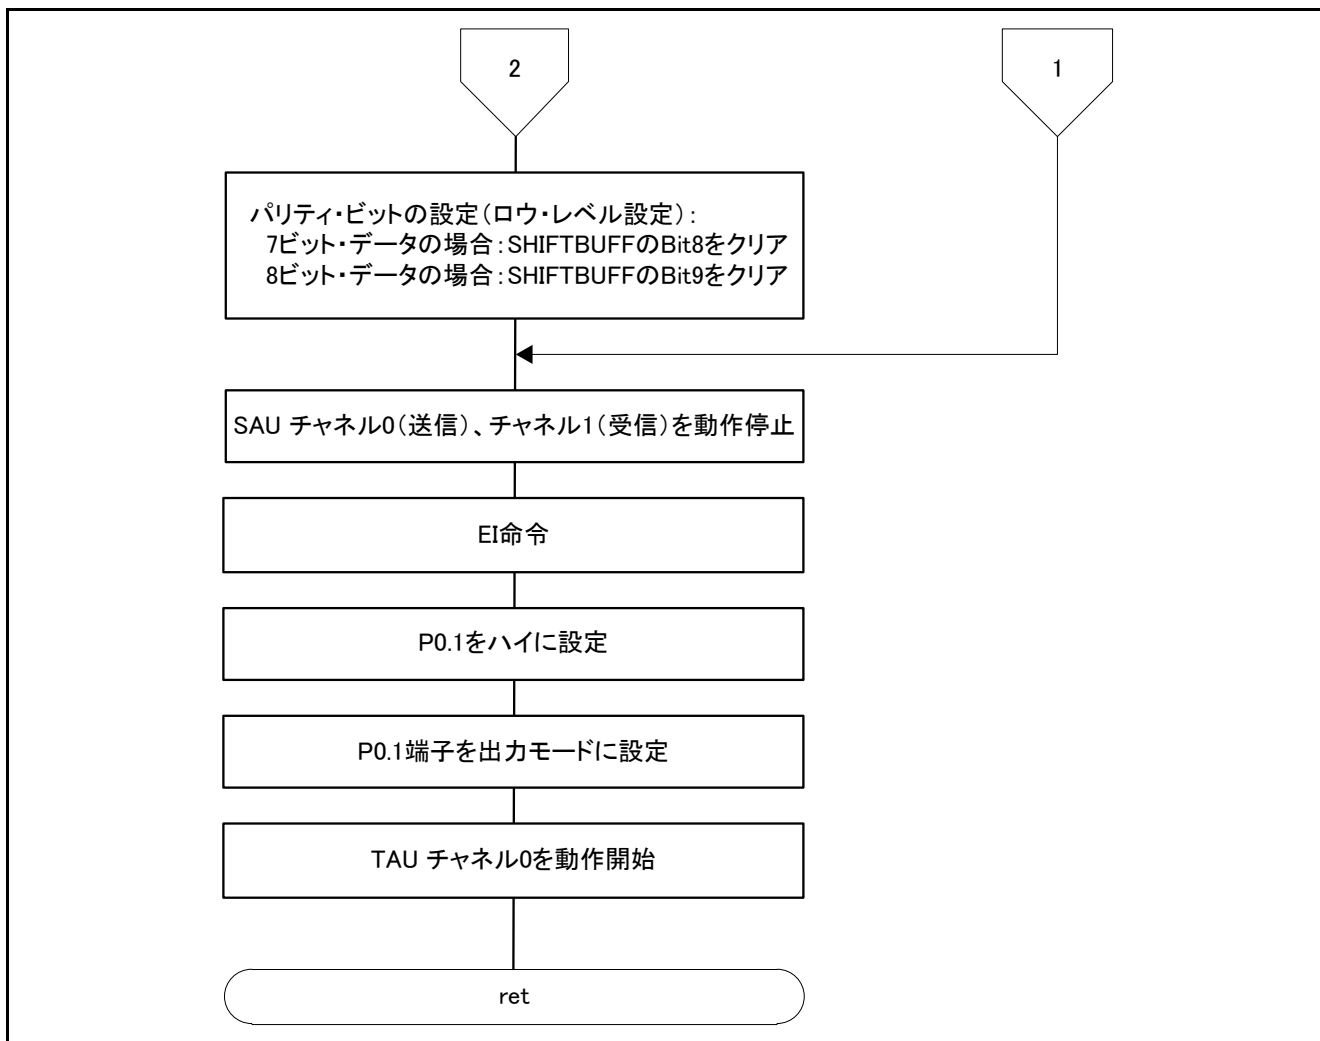 2
1
パリティ・ビットの設定(ロウ・レベル設定):
7ビット・データの場合:SHIFTBUFFのBit8をクリア
8ビット・データの場合:SHIFTBUFFのBit9をクリア
SAU チャネル0(送信)、チャネル1(受信)を動作停止
EI命令
P0.1をハイに設定
P0.1端子を出力モードに設定
TAU チャネル0を動作開始
ret